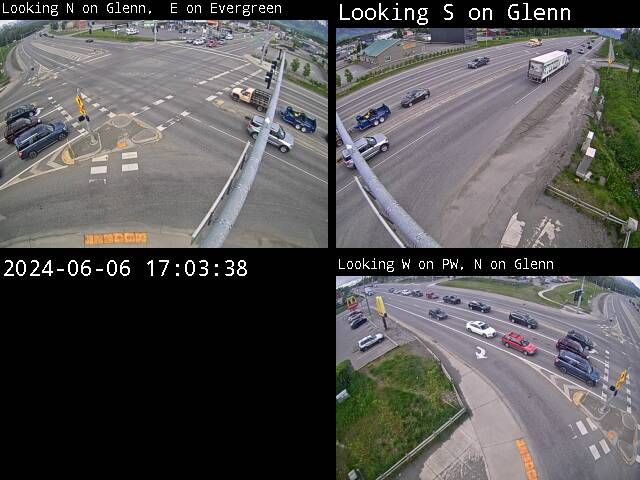 Looking N on Glenn,  E on Evergreen
Looking S on Glenn
2024-06-06 17:03:38
Looking W on PW, N on Glenn